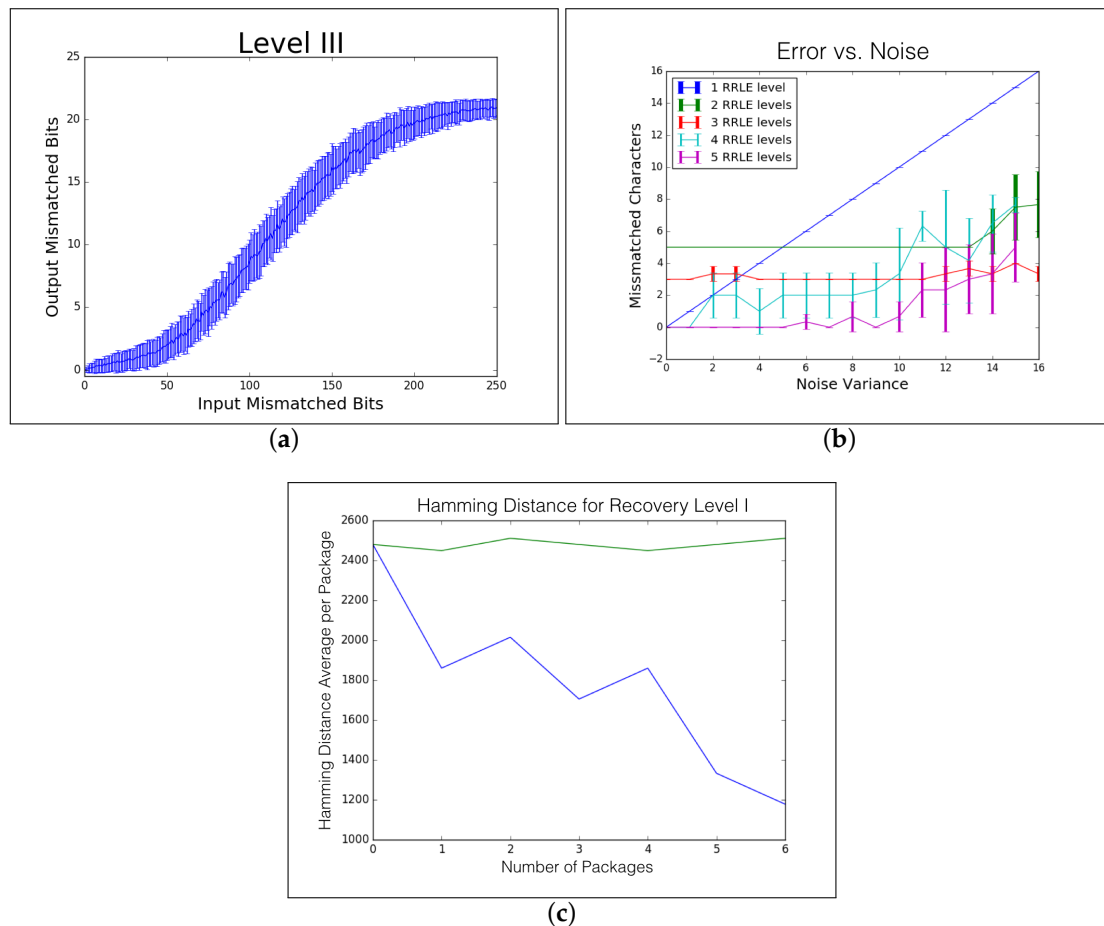 Level III
25
20
15
10
5
0
0 50 100 150 200 250
Output Mismatched Bits
Input Mismatched Bits
(a)
Error vs. Noise
16
14
12
10
8
6
4
2
0
−2
1 RRLE level
2 RRLE levels
3 RRLE levels
4 RRLE levels
5 RRLE levels
0 2 4 6 8 10 12 14 16
Missmatched Characters
Noise Variance
(b)
Hamming Distance for Recovery Level I
2600
2400
2200
2000
1800
1600
1400
1200
1000
0 1 2 3 4 5 6
Hamming Distance Average per Package
Number of Packages
(c)